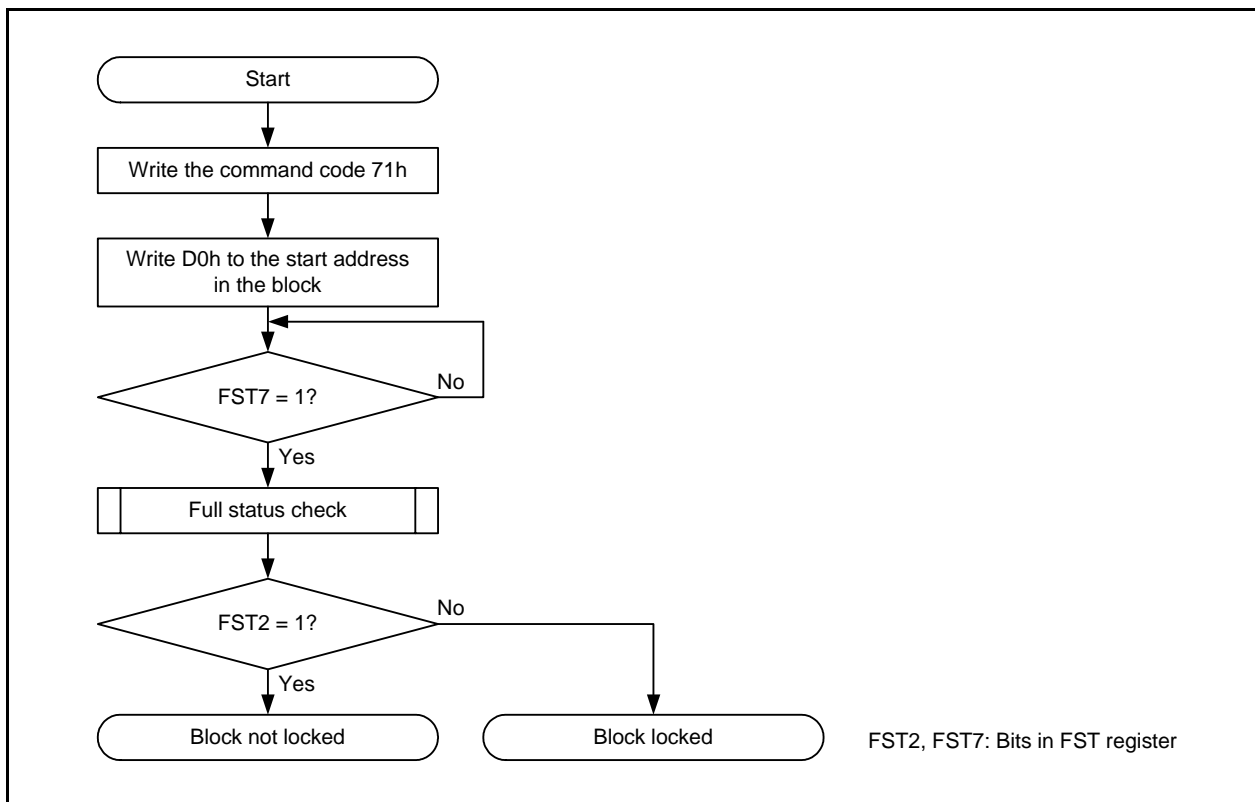 Start
Write the command code 71h
Write D0h to the start address
in the block
FST7 = 1?
No
Yes
Full status check
FST2 = 1?
No
Yes
Block not locked
Block locked
FST2, FST7: Bits in FST register